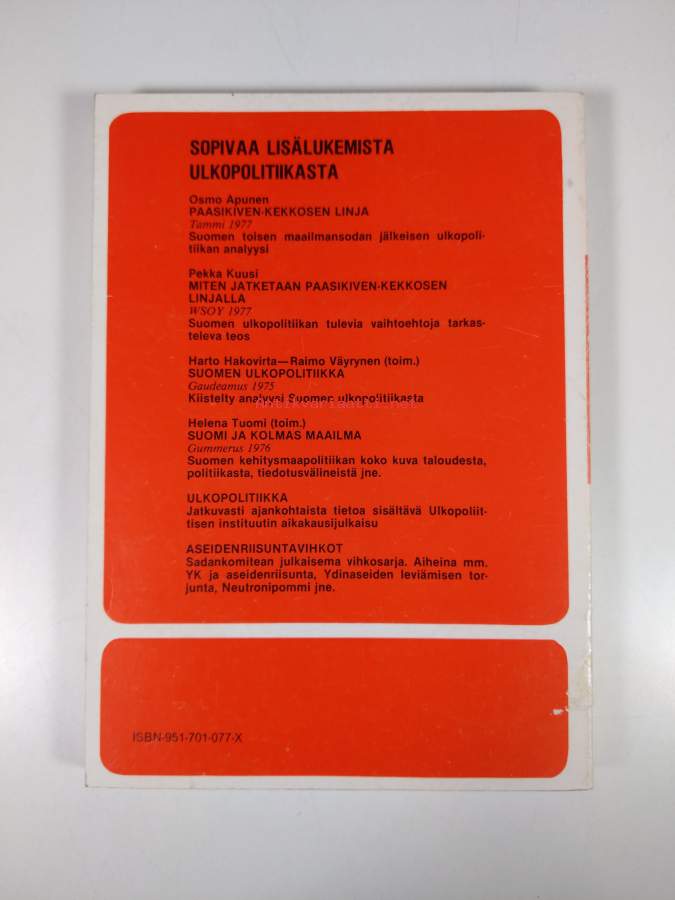 SOPIVAA LISÄLUKEMISTA
ULKOPOLITIIKASTA
Osmo Apunen
PAASIKIVEN-KEKKOSEN LINJA
Tammi 1977
Suomen toisen maailmansodan jälkeisen ulkopoli-
tiikan analyysi
Pekka Kuusi
MITEN JATKETAAN PAASIKIVEN-KEKKOSEN
LINJALLA
WSOY 1977
Suomen ulkopolitiikan tulevia vaihtoehtoja tarkas-
televa teos
Harto Hakovirta—Raimo Väyrynen (toim.)
SUOMEN ULKOPOLITIIKKA
Gaudeamus 1975
Kiistelty analyysi Suomen ulkopolitiikasta
Antikvariaatti.net
Helena Tuomi (toim.)
SUOMI JA KOLMAS MAAILMA
Gummerus 1976
Suomen kehitysmaapolitiikan koko kuva taloudesta,
politiikasta, tiedotusvälineistä jne.
ULKOPOLITIIKKA
Jatkuvasti ajankohtaista tietoa sisältävä Ulkopoliit-
tisen instituutin aikakausijulkaisu
ASEIDENRIISUNTAVIHKOT
Sadankomitean julkaisema vihkosarja. Aiheina mm.
YK ja aseidenriisunta, Ydinaseiden leviämisen tor-
junta, Neutronipommi jne.
ISBN-951-701-077-X